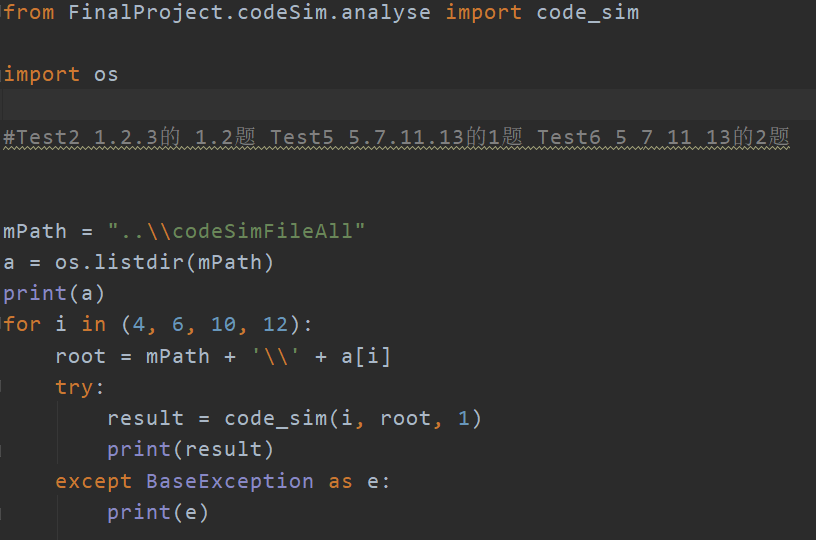 from FinalProject.codeSim.analyse import code_sim
import os
#Test2 1.2.3的 1.2题 Test5 5.7.11.13的1题 Test6 5 7 11 13的2题
mPath = "..\\codeSimFileAll"
a = os.listdir(mPath)
print(a)
for i in (4, 6, 10, 12):
    root = mPath + '\\' + a[i]
    try:
        result = code_sim(i, root, 1)
        print(result)
    except BaseException as e:
        print(e)